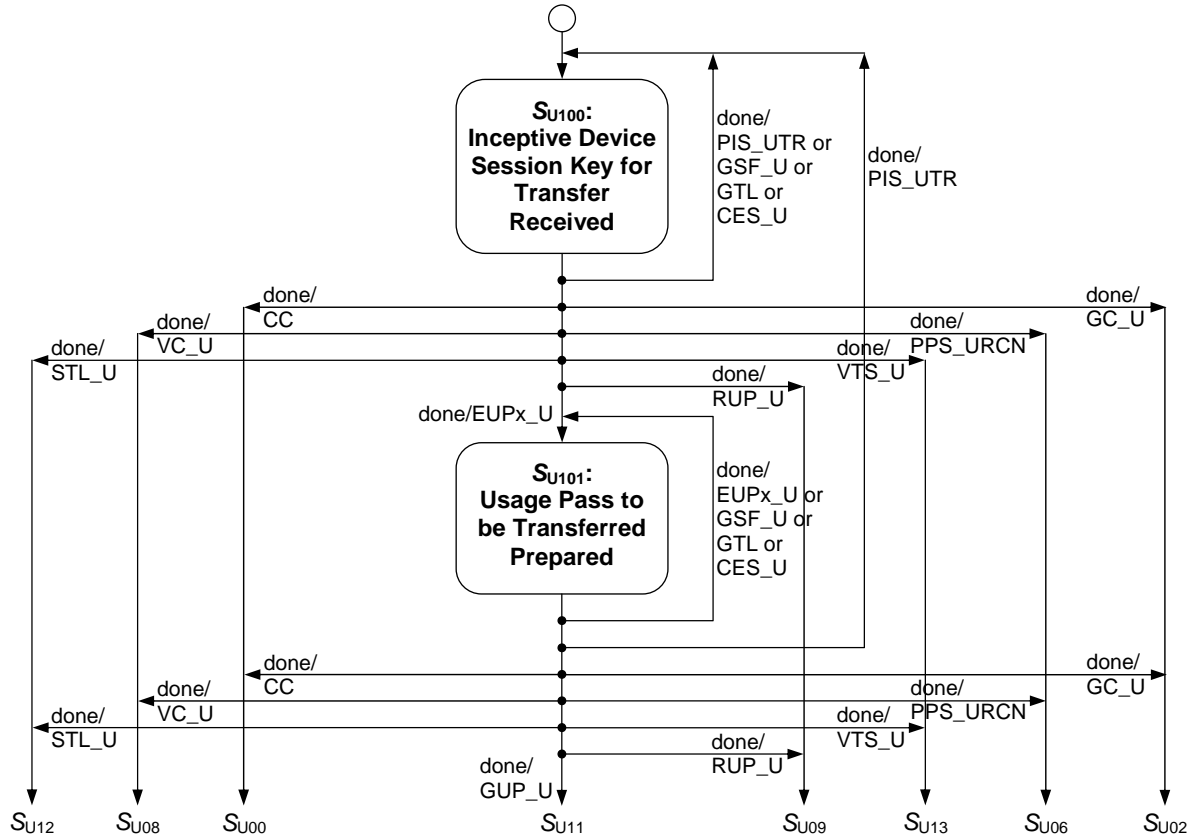 SU100:
Inceptive Device
Session Key for
Transfer
Received
done/
PIS_UTR or
GSF_U or
GTL or
CES_U
done/
PIS_UTR
done/
CC
done/
GC_U
done/
VC_U
done/
PPS_URCN
done/
STL_U
done/
VTS_U
done/
RUP_U
done/EUPx_U
SU101:
Usage Pass to
be Transferred
Prepared
done/
EUPx_U or
GSF_U or
GTL or
CES_U
done/
CC
done/
GC_U
done/
VC_U
done/
PPS_URCN
done/
STL_U
done/
VTS_U
done/
RUP_U
done/
GUP_U
SU12 SU08 SU00 SU11 SU09 SU13 SU06 SU02